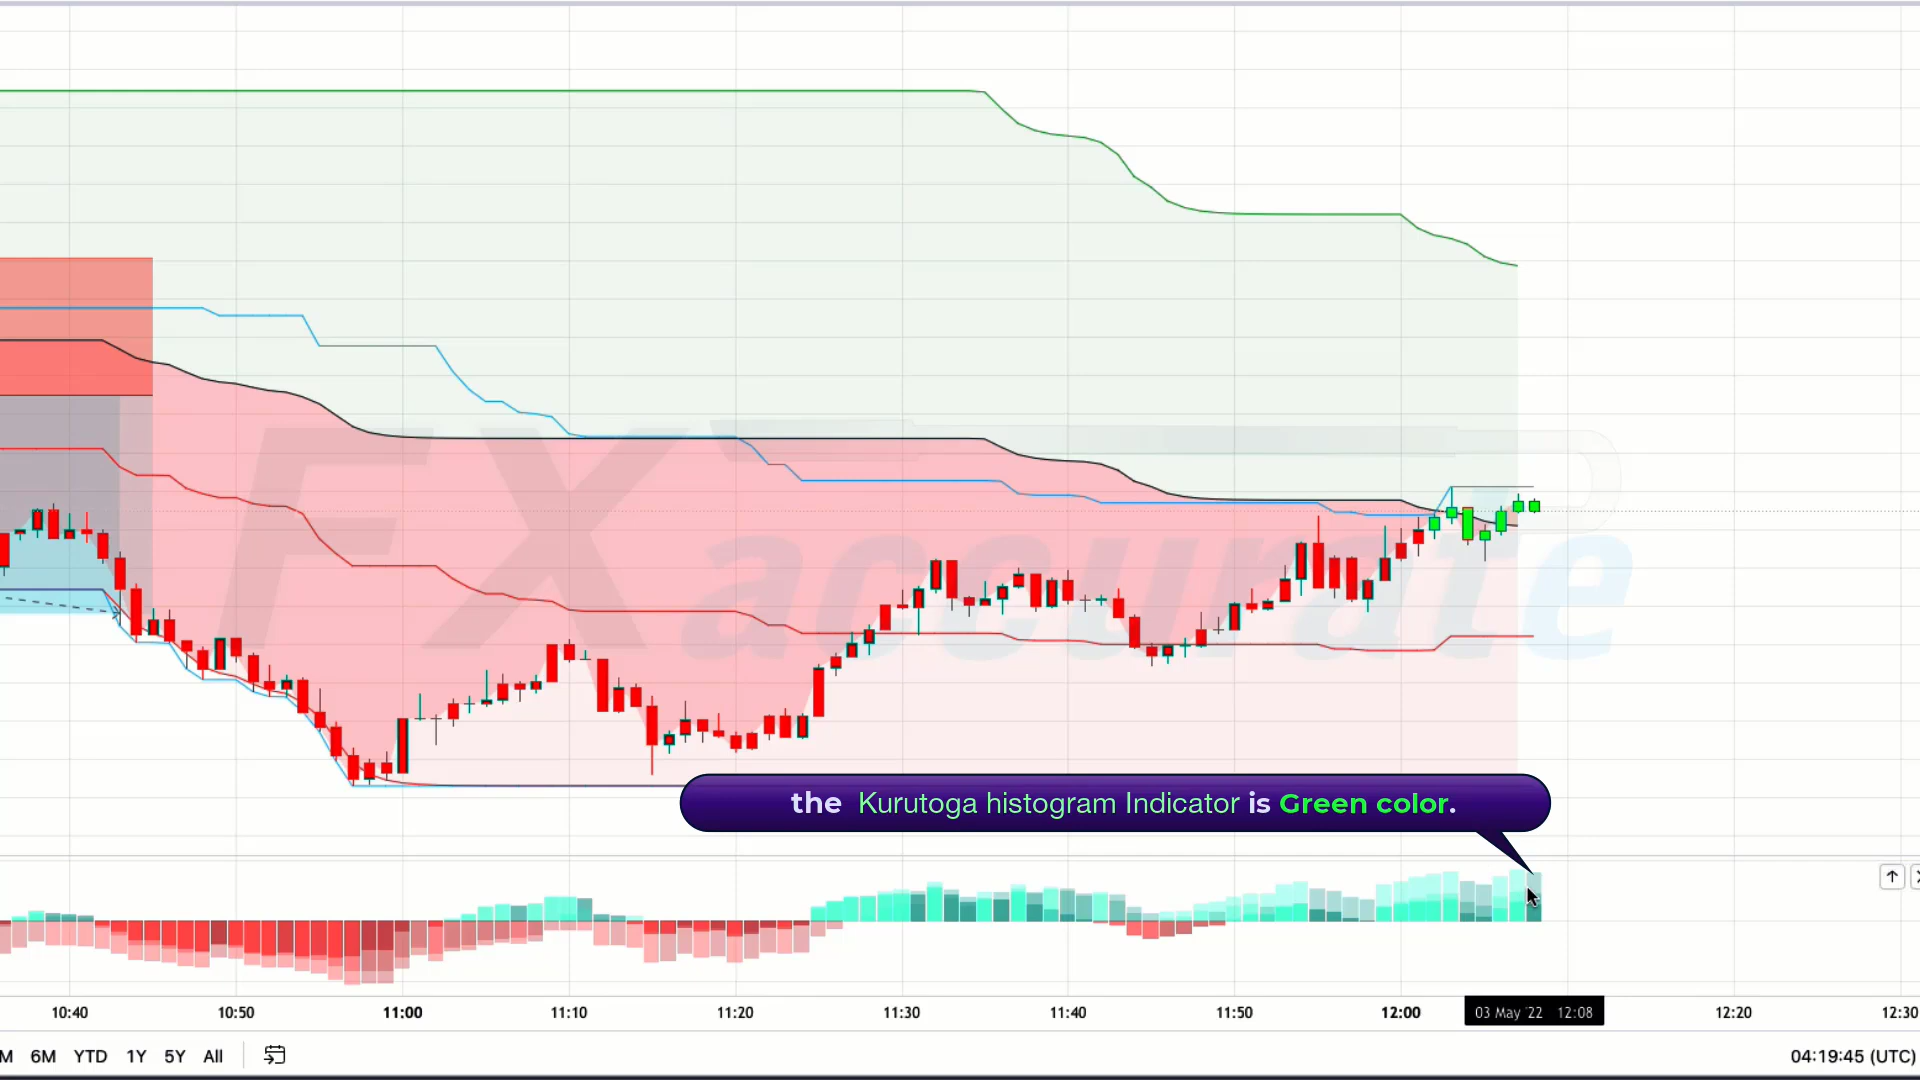 FX accurate
the Kurutoga histogram Indicator is Green color.
10:40 10:50 11:00 11:10 11:20 11:30 11:40 11:50 12:00 03 May '22 12:08 12:20 12:30
M 6M YTD 1Y 5Y All 04:19:45 (UTC)